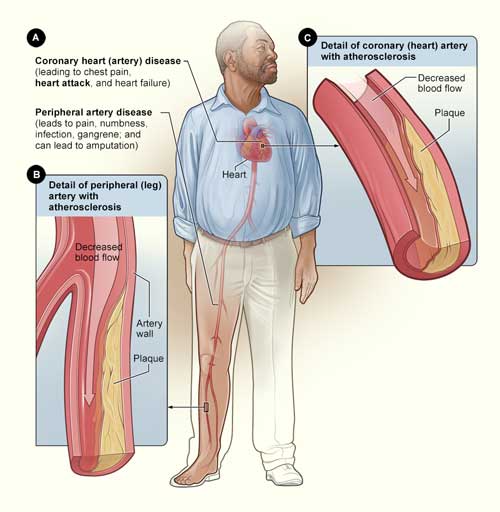 A
Coronary heart (artery) disease
(leading to chest pain,
heart attack, and heart failure)
Peripheral artery disease
(leads to pain, numbness,
infection, gangrene; and
can lead to amputation)
Heart
B
Detail of peripheral (leg)
artery with
atherosclerosis
Decreased
blood flow
Artery
wall
Plaque
C
Detail of coronary (heart) artery
with atherosclerosis
Decreased
blood flow
Plaque